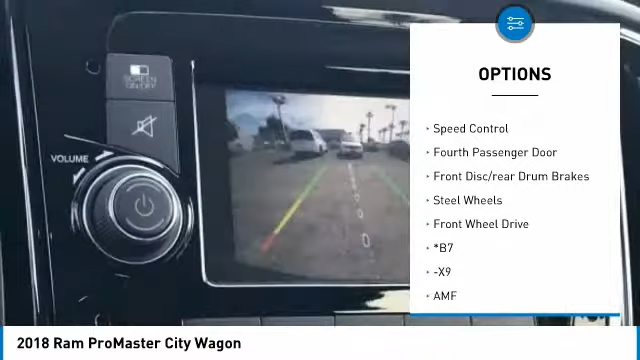 SCREEN
ON/OFF
VOLUME
OPTIONS
Speed Control
Fourth Passenger Door
Front Disc/rear Drum Brakes
Steel Wheels
Front Wheel Drive
*B7
-X9
AMF
2018 Ram ProMaster City Wagon